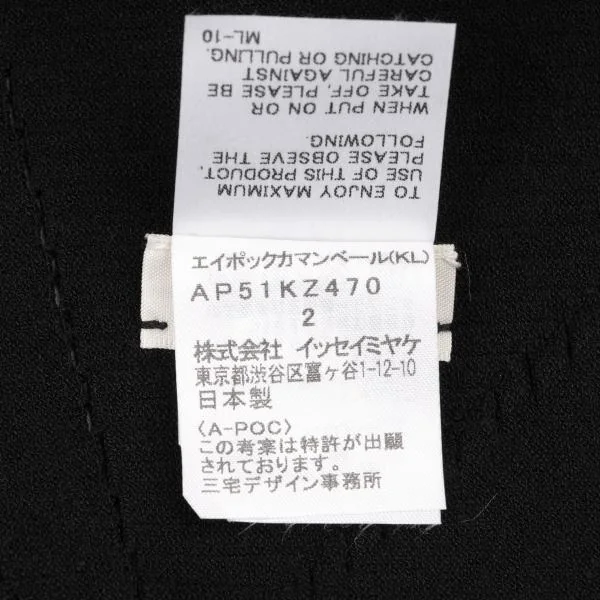 TO ENJOY MAXIMUM
USE OF THIS PRODUCT,
PLEASE OBSEVE THE
FOLLOWING.
WHEN PUT ON OR
TAKE OFF, PLEASE BE
CAREFUL AGAINST
CATCHING OR PULLING.
ML-10
エイポックカマンベール(KL)
AP51KZ470
2
株式会社 イッセイミヤケ
東京都渋谷区富ヶ谷1-12-10
日本製
〈A-POC〉
この考案は特許が出願
されております。
三宅デザイン事務所